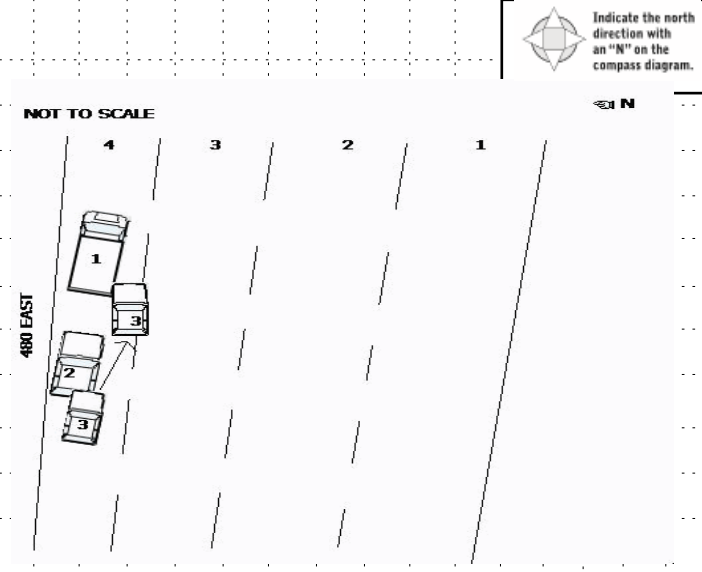 Indicate the north
direction with
an "N" on the
compass diagram.
N
NOT TO SCALE
4 3 2 1
1
3
480 EAST
2
3